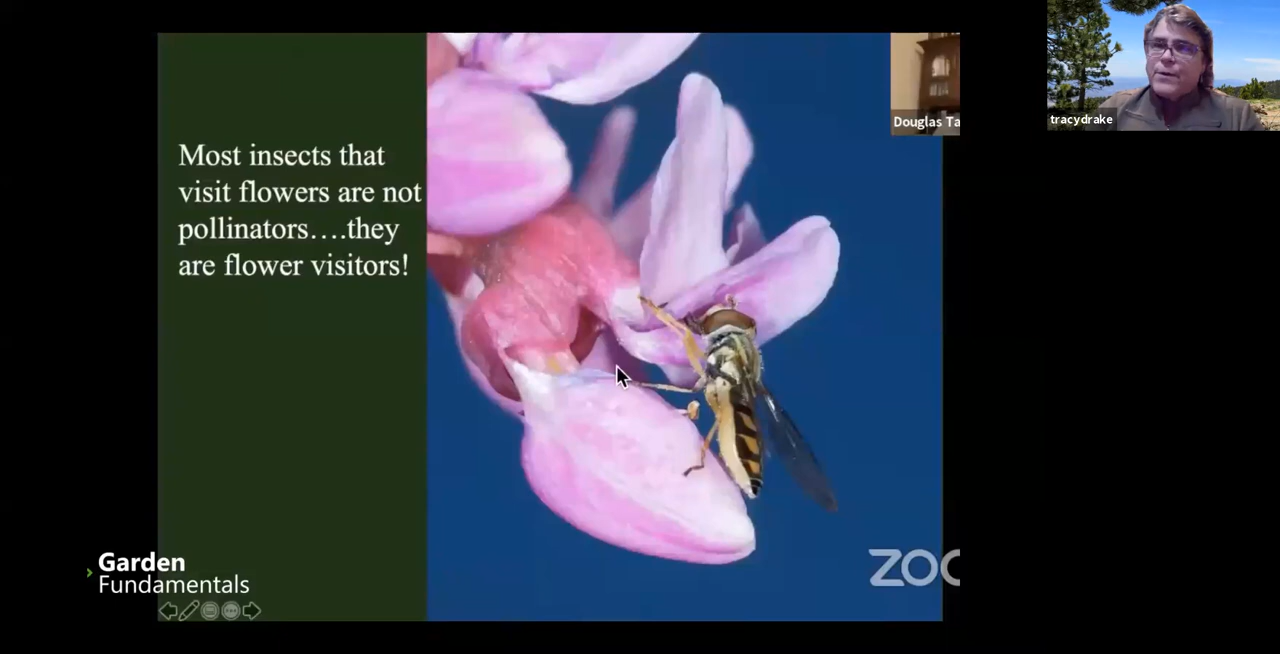 Most insects that
visit flowers are not
pollinators….they
are flower visitors!
Douglas Ta
tracydrake
Garden
Fundamentals
ZOO